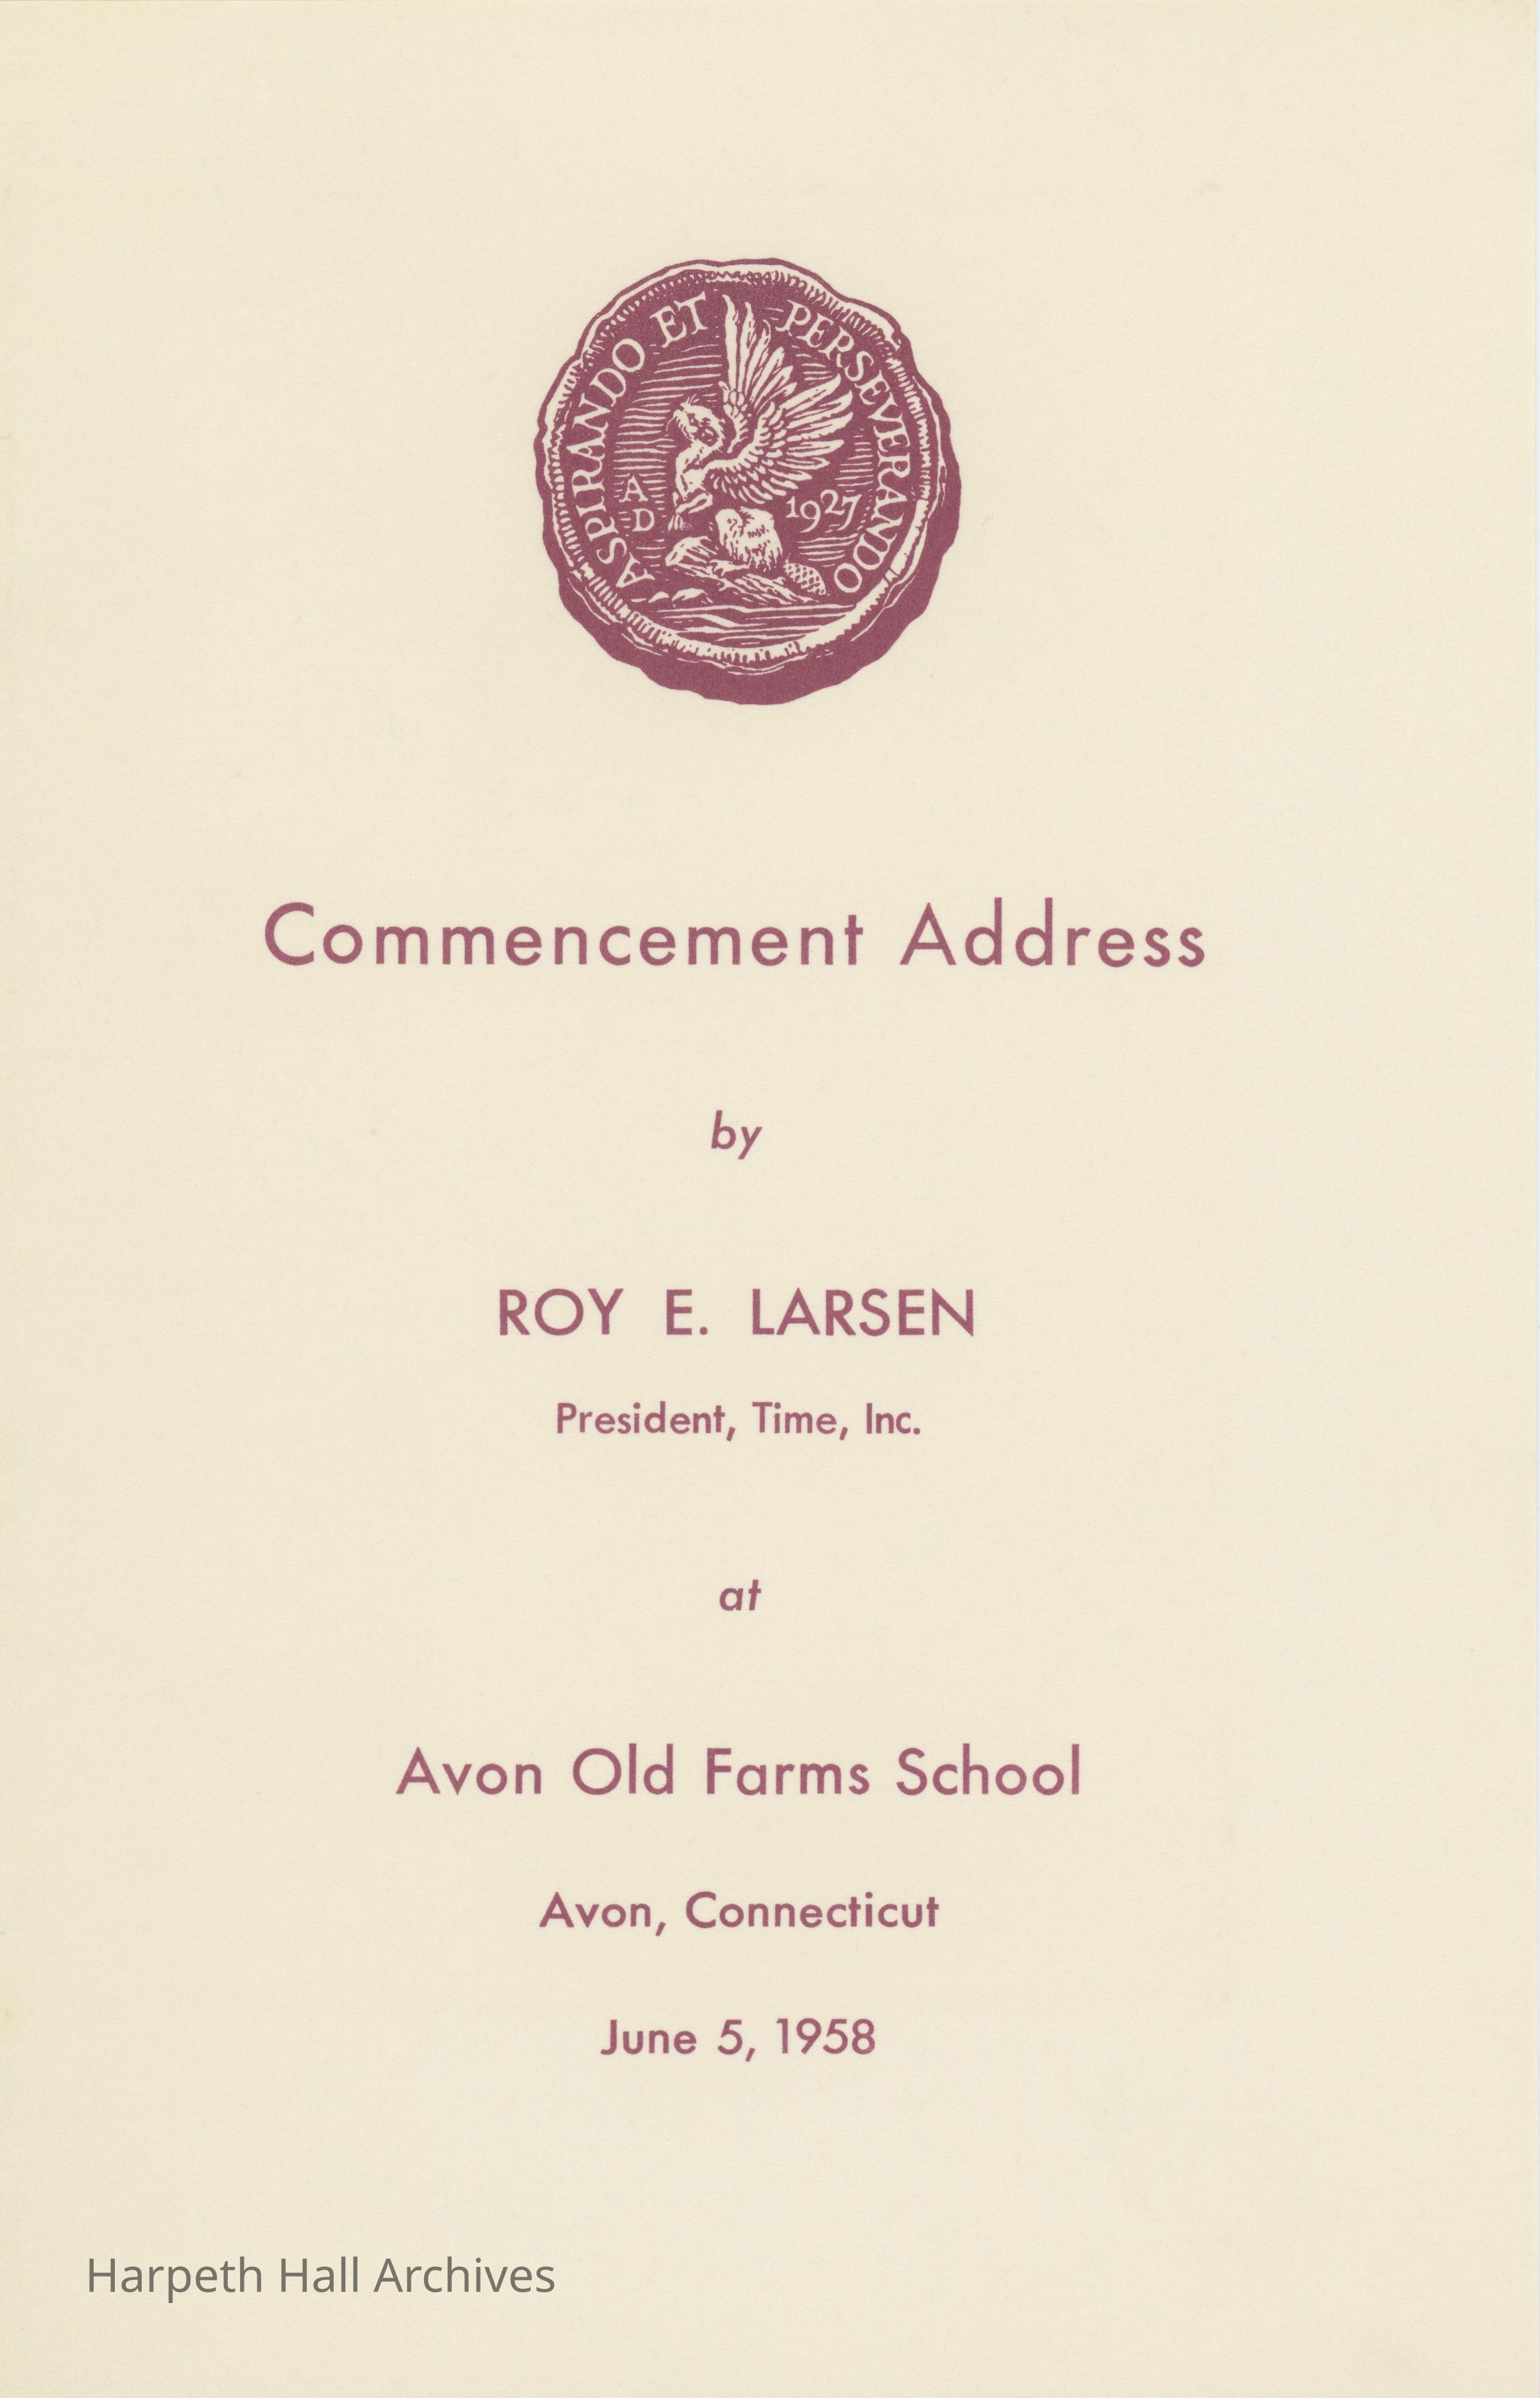 ASPIRANDO ET PERSEVERANDO
A
D
1927
Commencement Address
by
ROY E. LARSEN
President, Time, Inc.
at
Avon Old Farms School
Avon, Connecticut
June 5, 1958
Harpeth Hall Archives